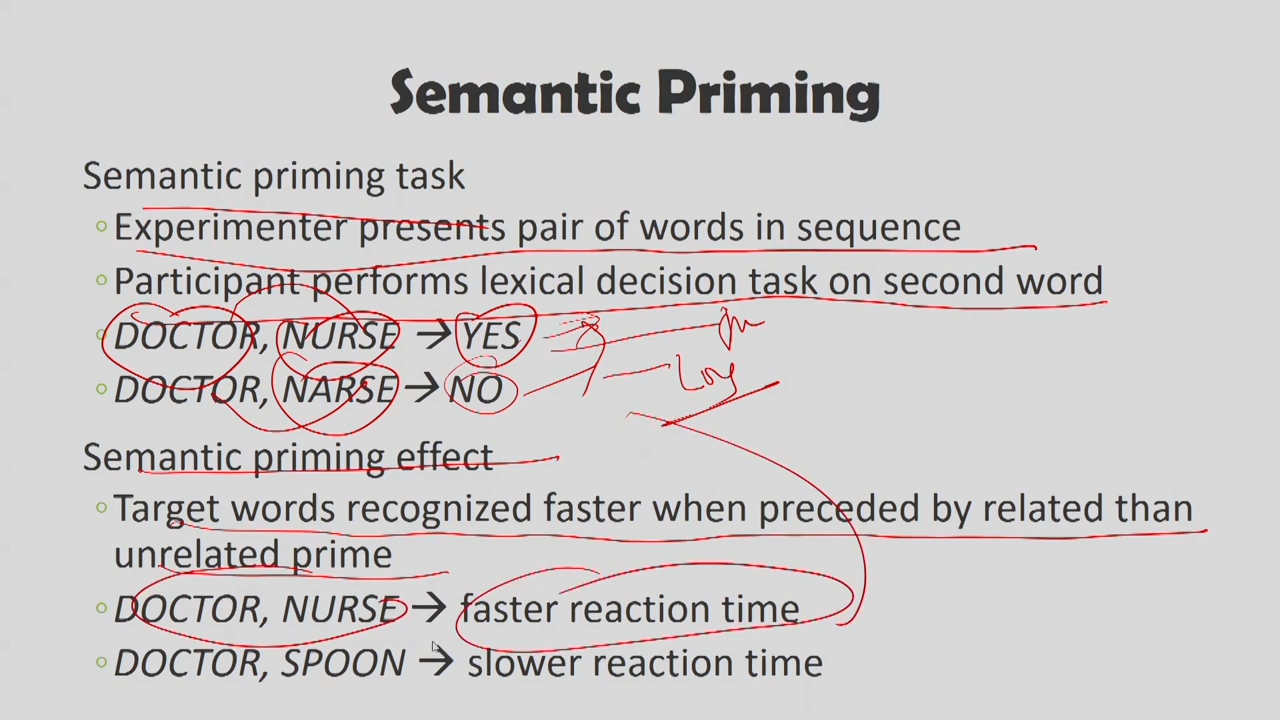 Semantic Priming
Semantic priming task
Experimenter presents pair of words in sequence
Participant performs lexical decision task on second word
DOCTOR, NURSE → YES
DOCTOR, NARSE → NO
Semantic priming effect
Target words recognized faster when preceded by related than
unrelated prime
DOCTOR, NURSE → faster reaction time
DOCTOR, SPOON → slower reaction time